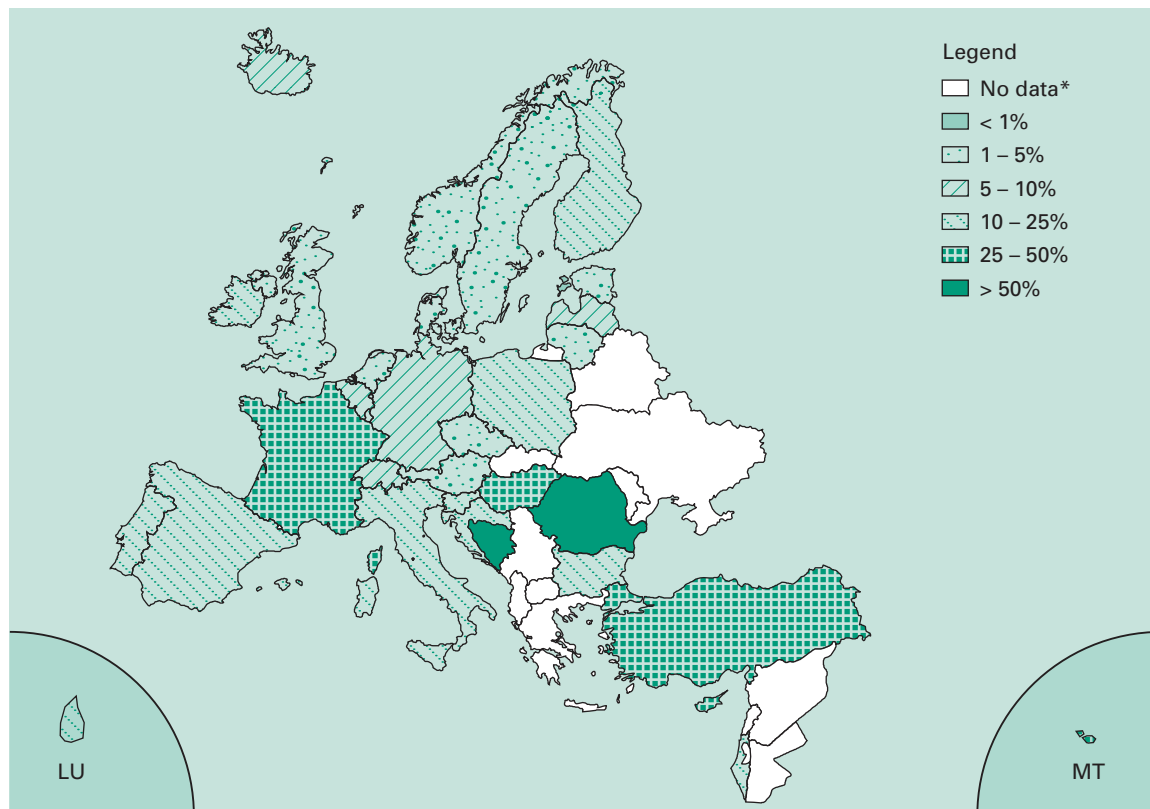 Legend
No data*
< 1%
1 – 5%
5 – 10%
10 – 25%
25 – 50%
> 50%
LU
MT